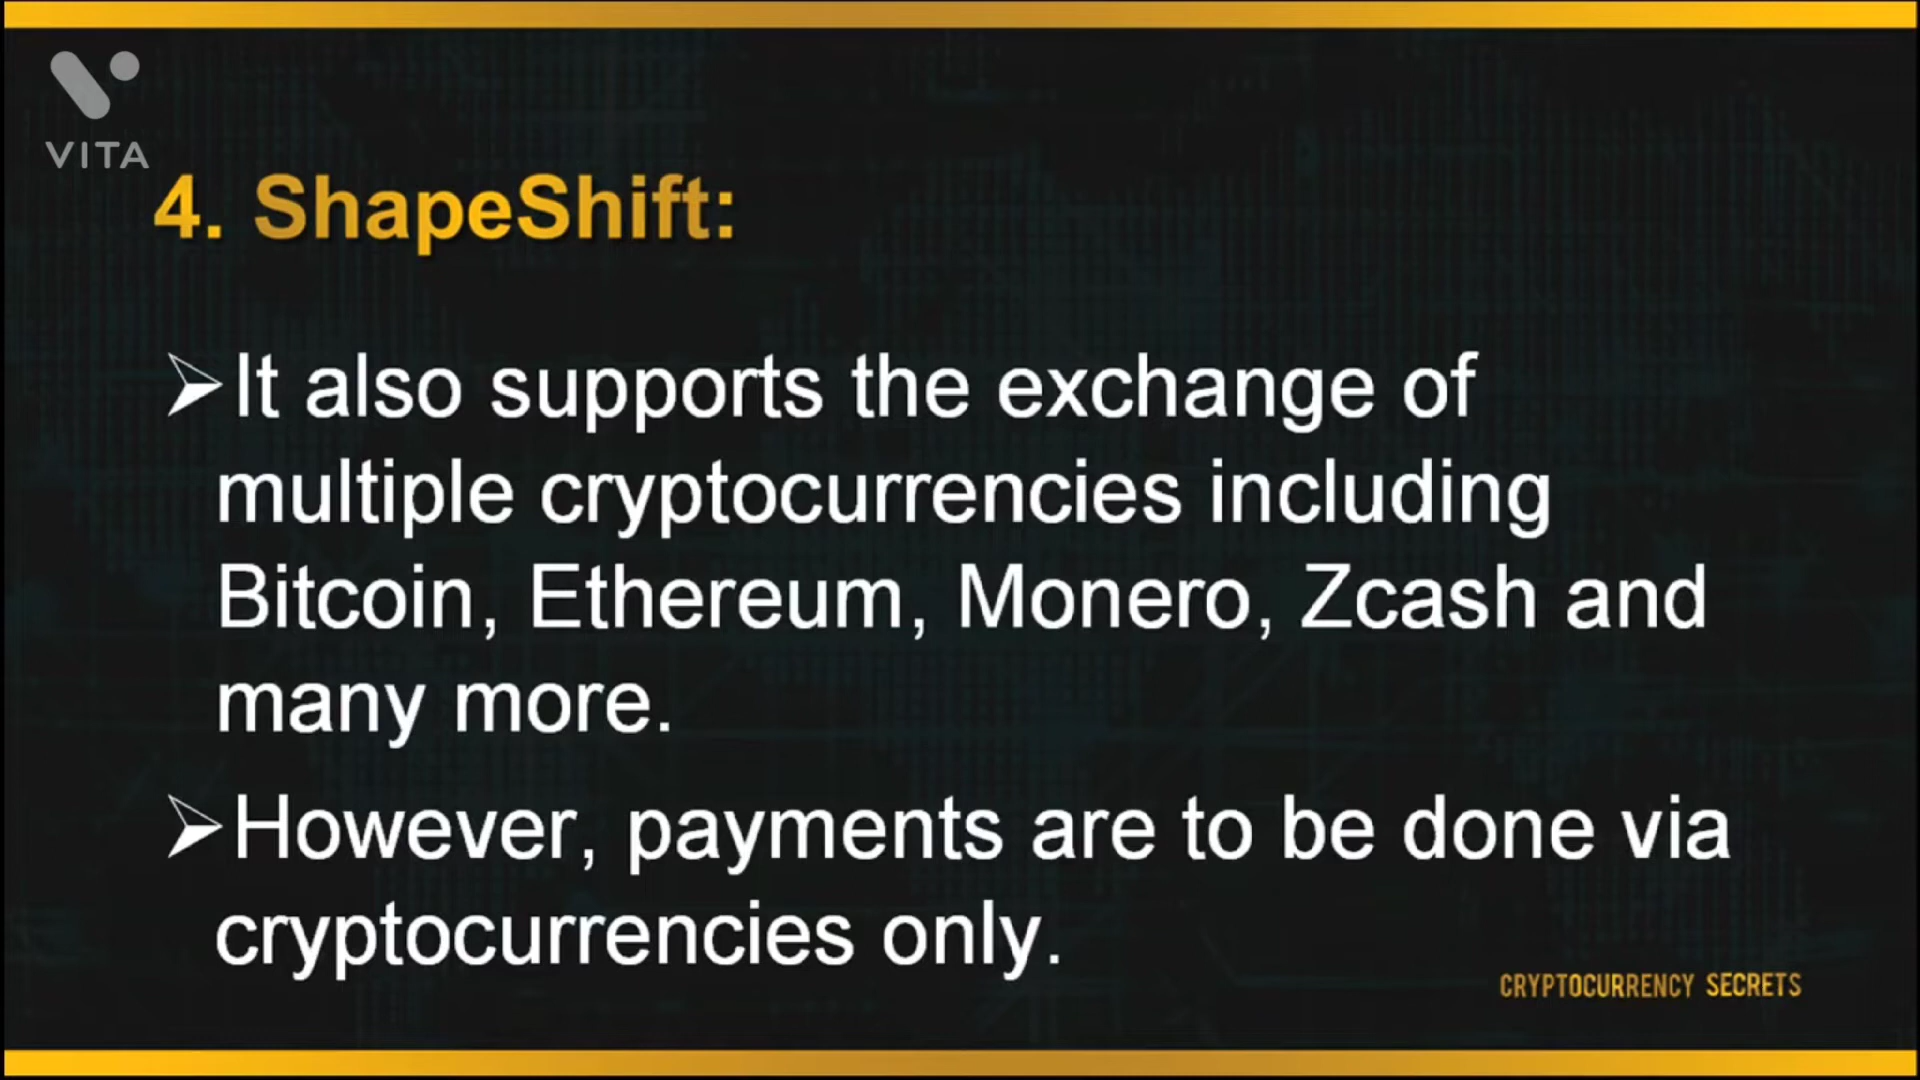 VITA
4. ShapeShift:
➢It also supports the exchange of
multiple cryptocurrencies including
Bitcoin, Ethereum, Monero, Zcash and
many more.
➢However, payments are to be done via
cryptocurrencies only.
CRYPTOCURRENCY SECRETS